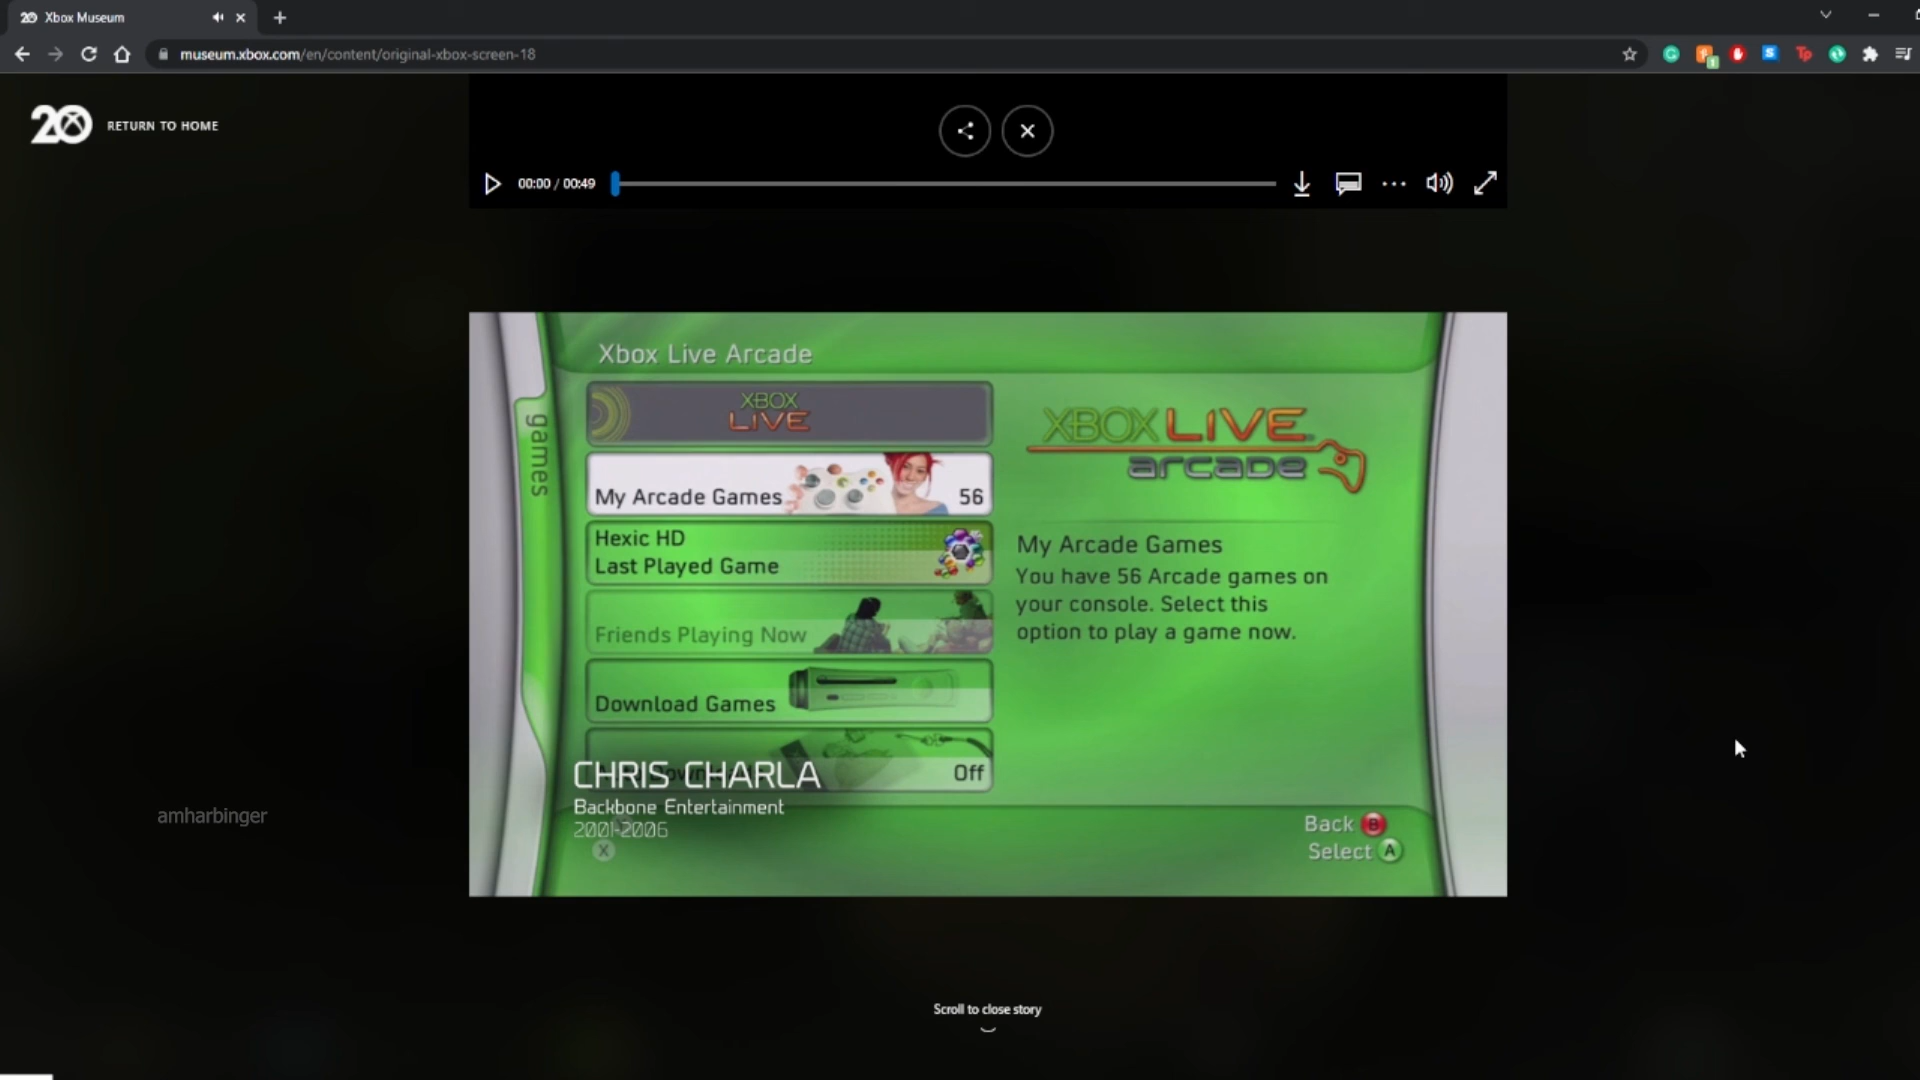 Xbox Museum
museum.xbox.com/en/content/original-xbox-screen-18
20 RETURN TO HOME
00:00 / 00:49
Xbox Live Arcade
games
XBOX
LIVE
XBOX LIVE
arcade
My Arcade Games 56
Hexic HD
Last Played Game
Friends Playing Now
Download Games
Off
My Arcade Games
You have 56 Arcade games on
your console. Select this
option to play a game now.
CHRIS CHARLA
Backbone Entertainment
2001-2006
X
Back B
Select A
amharbinger
Scroll to close story